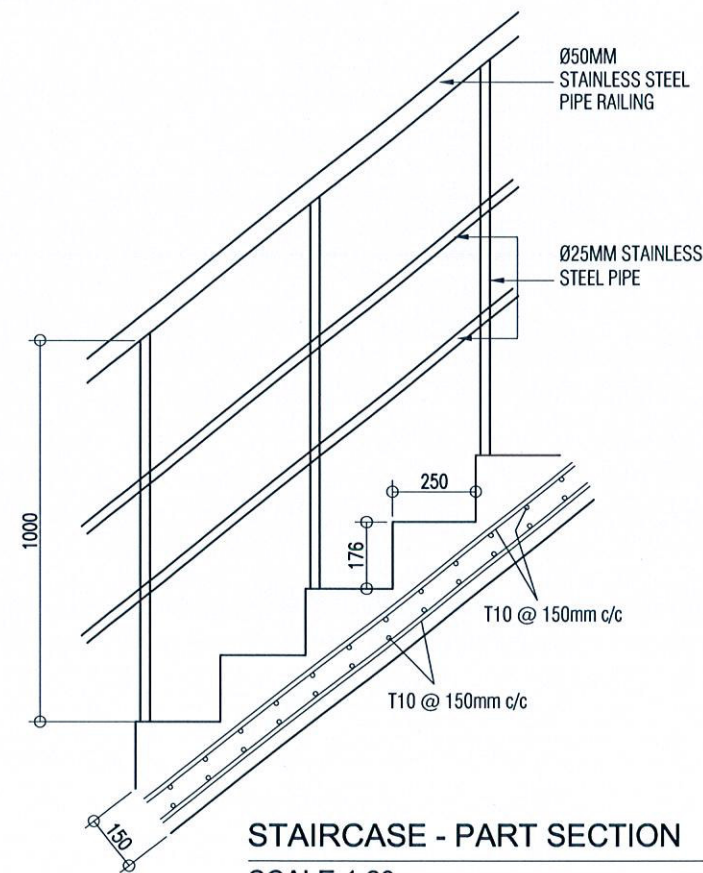 Ø50MM
STAINLESS STEEL
PIPE RAILING
Ø25MM STAINLESS
STEEL PIPE
250
1000
176
T10 @ 150mm c/c
T10 @ 150mm c/c
150
STAIRCASE - PART SECTION